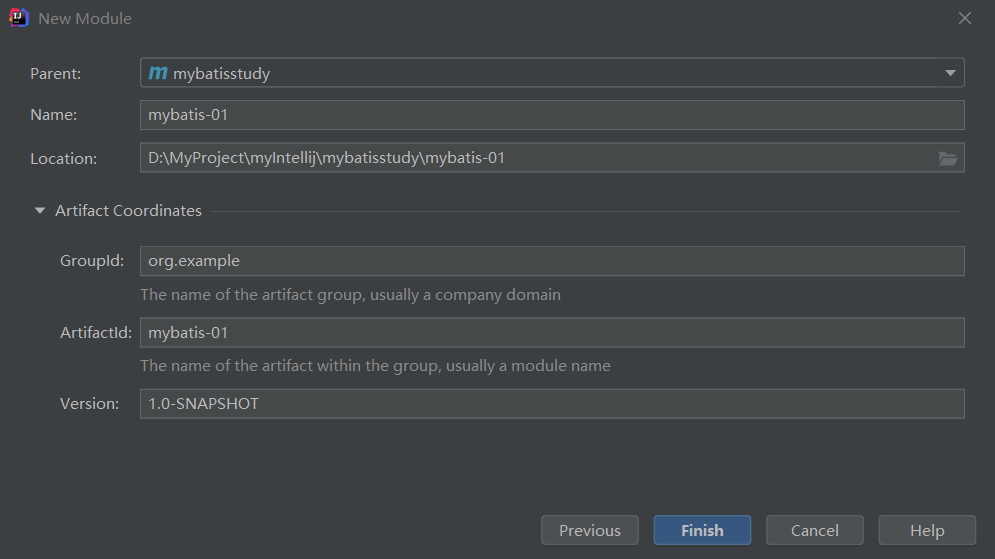 New Module
Parent: mybatisstudy
Name: mybatis-01
Location: D:\MyProject\myIntellij\mybatisstudy\mybatis-01
Artifact Coordinates
GroupId: org.example
The name of the artifact group, usually a company domain
ArtifactId: mybatis-01
The name of the artifact within the group, usually a module name
Version: 1.0-SNAPSHOT
Previous Finish Cancel Help